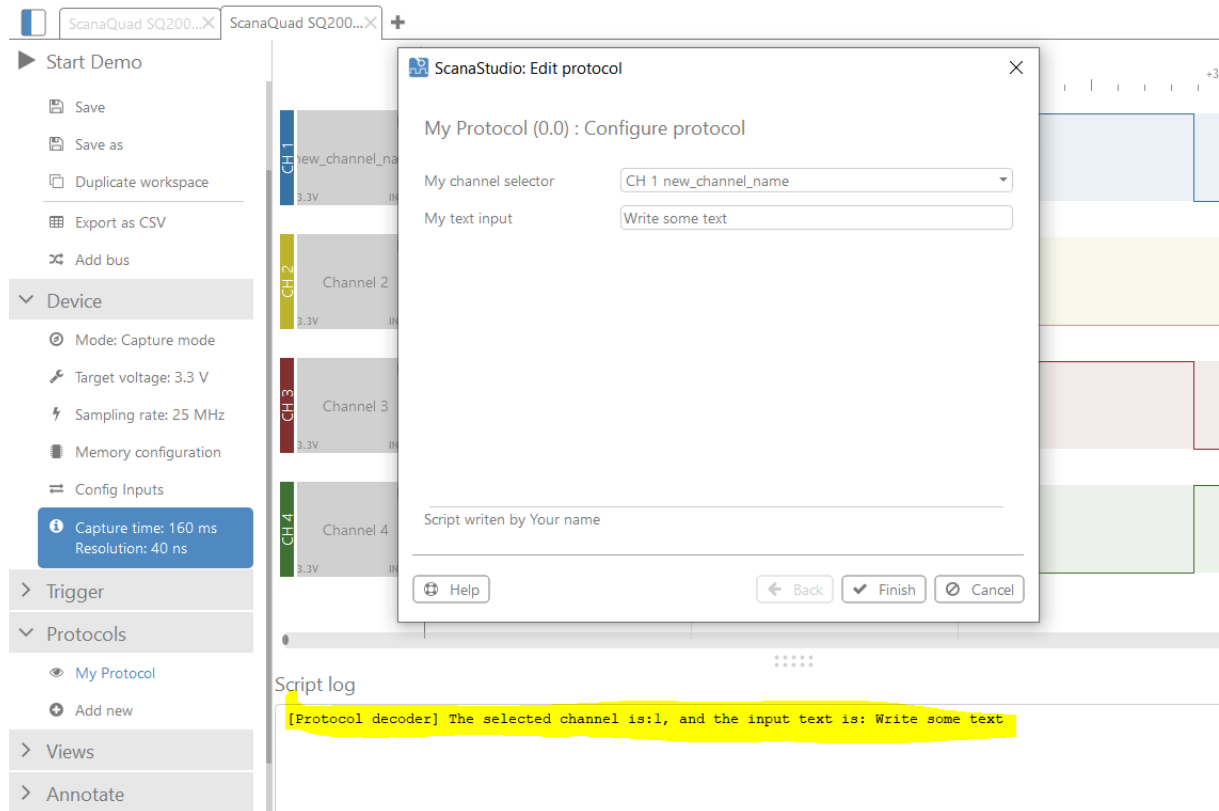 ScanaQuad SQ200...
ScanaQuad SQ200...
Start Demo
Save
Save as
Duplicate workspace
Export as CSV
Add bus
Device
Mode: Capture mode
Target voltage: 3.3 V
Sampling rate: 25 MHz
Memory configuration
Config Inputs
Capture time: 160 ms
Resolution: 40 ns
Trigger
Protocols
My Protocol
Add new
Views
Annotate
CH 1
new_channel_na
3.3V IN
CH 2
Channel 2
3.3V IN
CH 3
Channel 3
3.3V IN
CH 4
Channel 4
3.3V IN
+3
ScanaStudio: Edit protocol
My Protocol (0.0) : Configure protocol
My channel selector CH 1 new_channel_name
My text input Write some text
Script writen by Your name
Help Back Finish Cancel
Script log
[Protocol decoder] The selected channel is:1, and the input text is: Write some text